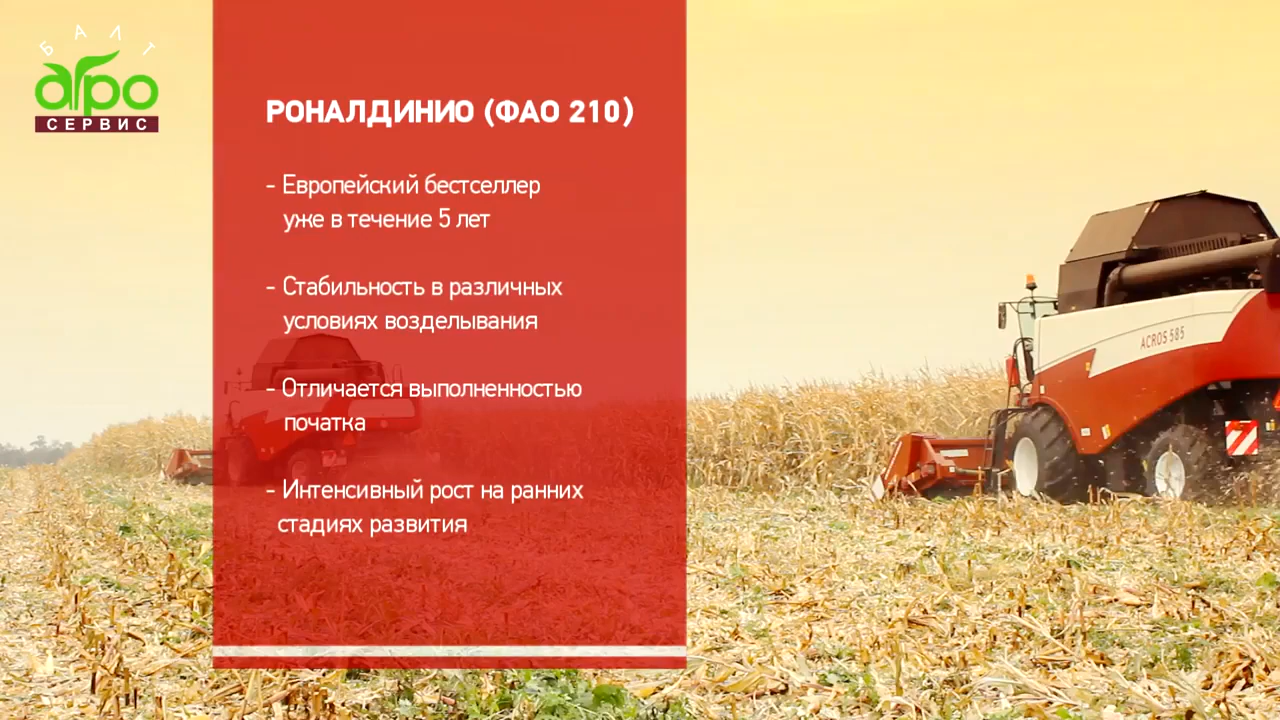 БАЛТ
агро
СЕРВИС
РОНАЛДИНИО (ФАО 210)
- Европейский бестселлер
уже в течение 5 лет
- Стабильность в различных
условиях возделывания
- Отличается выполненностью
початка
- Интенсивный рост на ранних
стадиях развития
ACROS 585